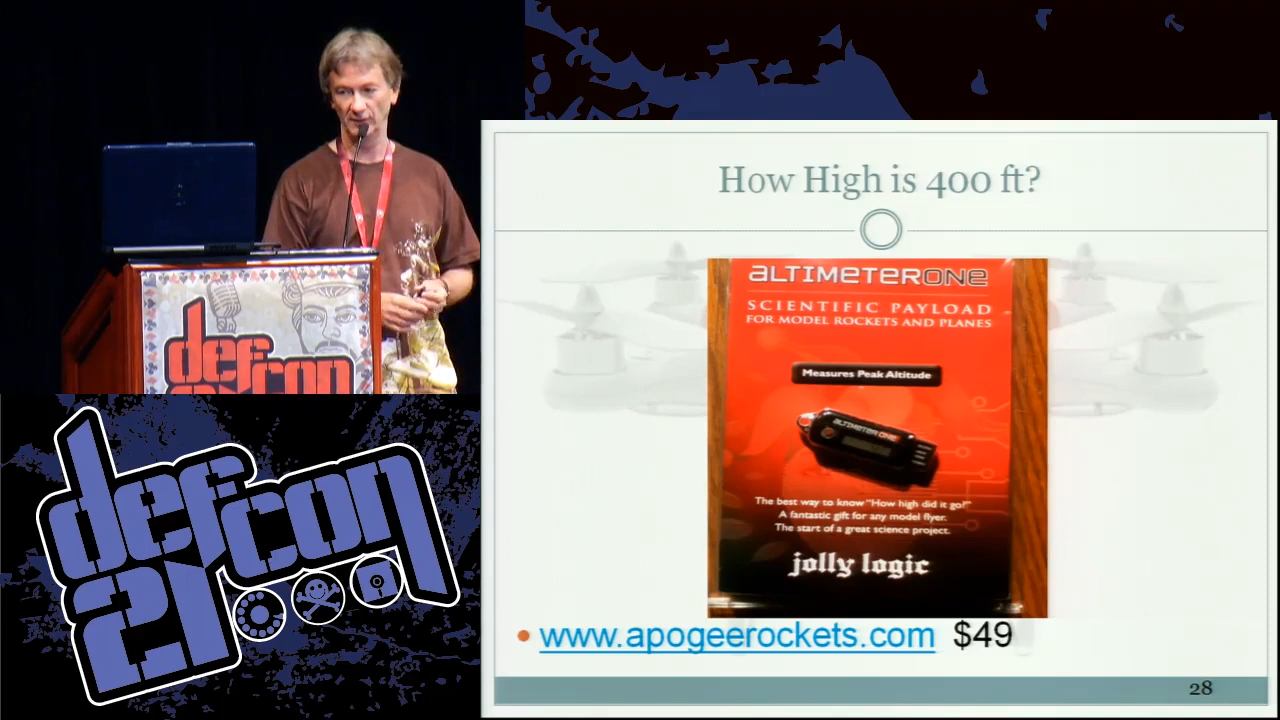 How High is 400 ft?
ALTIMETERONE
SCIENTIFIC PAYLOAD
FOR MODEL ROCKETS AND PLANES
Measures Peak Altitude
ALTIMETERONE
The best way to know "How high did it go?"
A fantastic gift for any model flyer.
The start of a great science project.
jolly logic
• www.apogeerockets.com $49
28
defcon
defcon
21